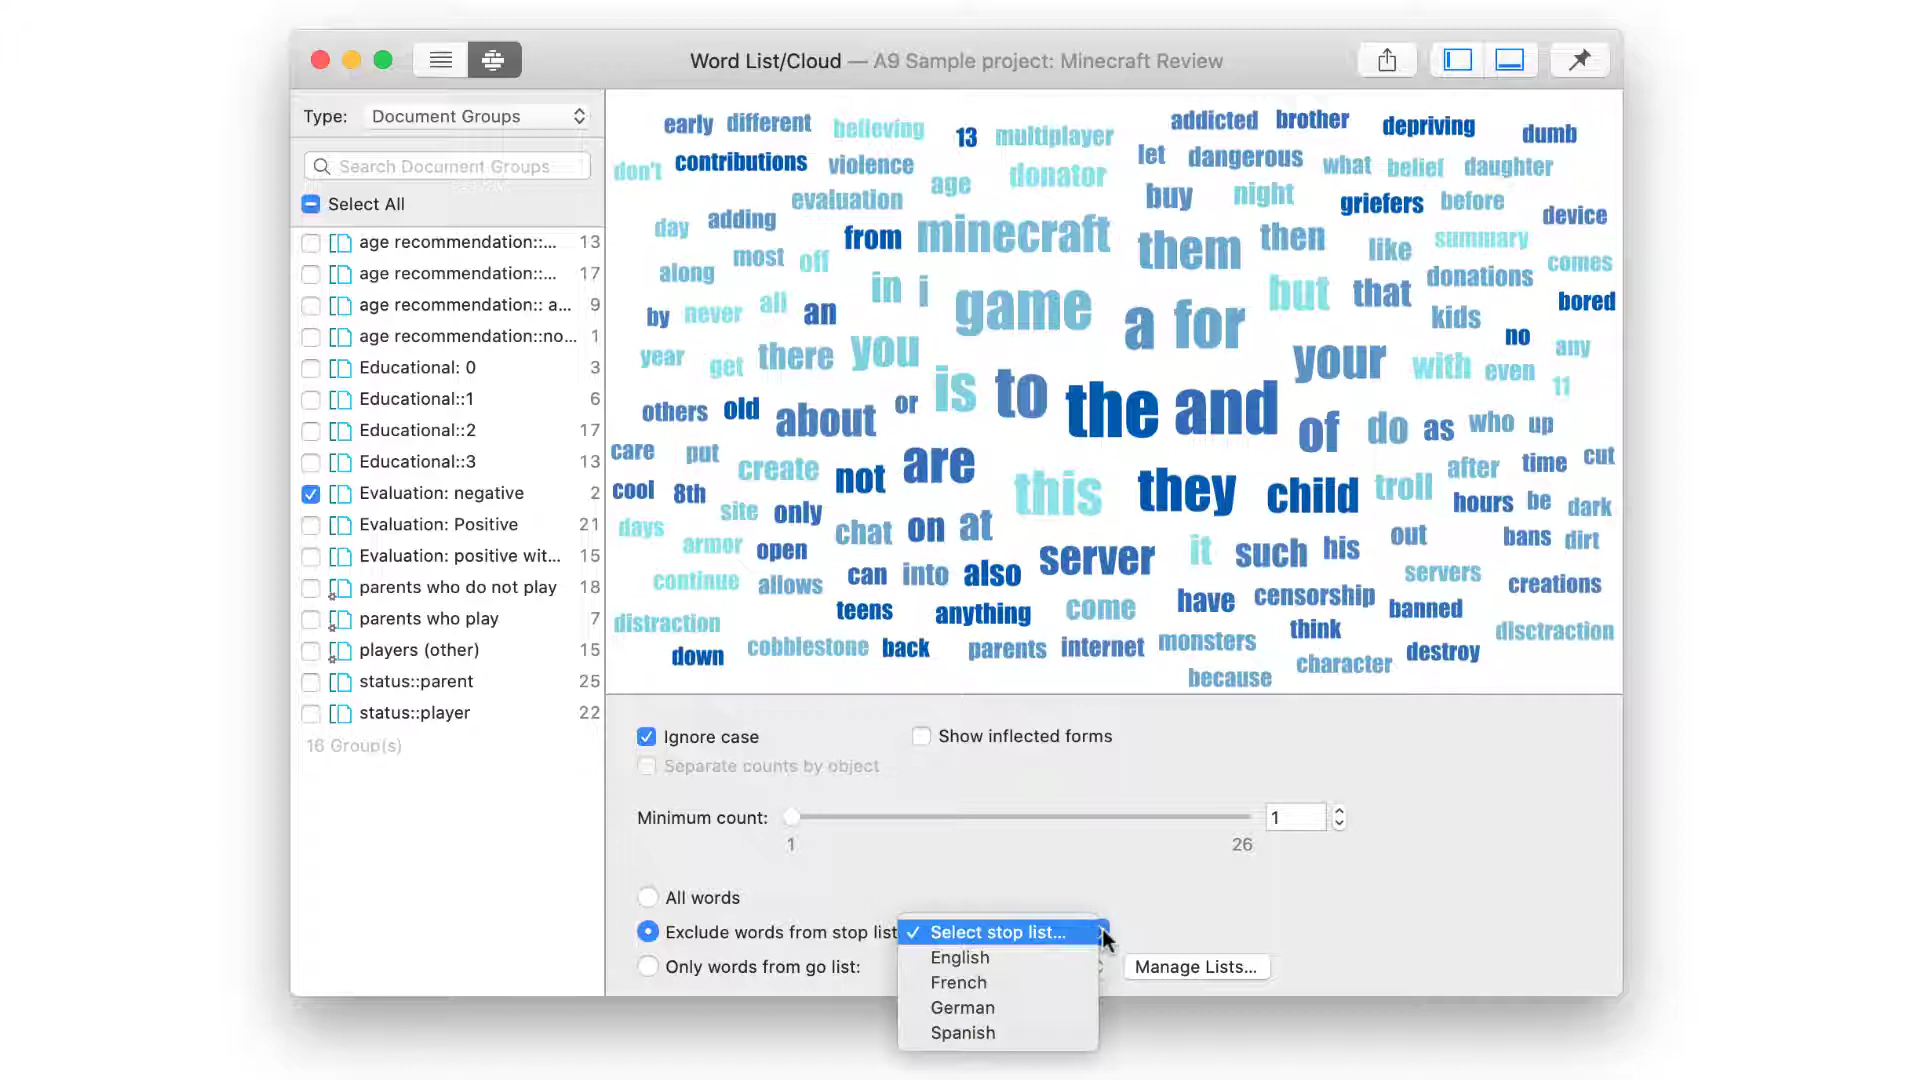 Word List/Cloud — A9 Sample project: Minecraft Review
Type: Document Groups
Search Document Groups
Select All
age recommendation::... 13
age recommendation::... 17
age recommendation:: a... 9
age recommendation::no... 1
Educational: 0 3
Educational::1 6
Educational::2 17
Educational::3 13
Evaluation: negative 2
Evaluation: Positive 21
Evaluation: positive wit... 15
parents who do not play 18
parents who play 7
players (other) 15
status::parent 25
status::player 22
16 Group(s)
early different believing 13 multiplayer addicted brother depriving dumb
don't contributions violence age donator let dangerous what belief daughter
evaluation buy night griefers before device
day adding from minecraft them then like summary
along most off in i donations comes
by never all an game a for but that kids bored
year get there you your with even no any 11
others old about or is to the and of do as who up
care put create not are this they child troll after time cut
cool 8th site only chat on at hours be dark
days armor open server it such his out bans dirt
continue allows can into also servers creations
teens anything come have censorship banned
distraction think disctraction
down cobblestone back parents internet monsters because character destroy
Ignore case
Show inflected forms
Separate counts by object
Minimum count: 1
1 26
All words
Exclude words from stop list
Select stop list...
English
Only words from go list:
Manage Lists...
French
German
Spanish